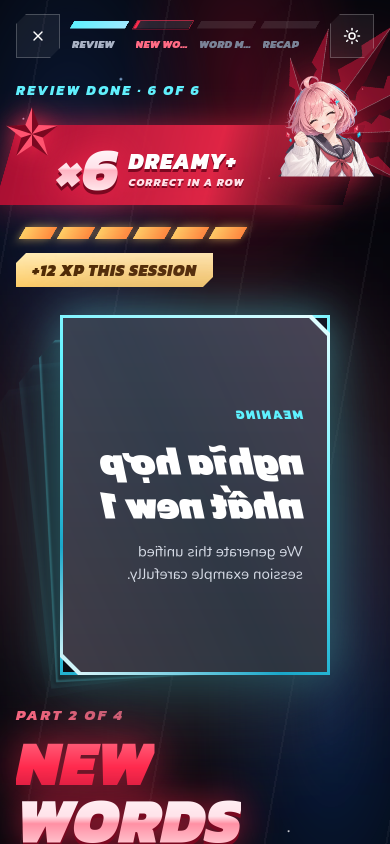 REVIEW
NEW WO...
WORD M...
RECAP
REVIEW DONE · 6 OF 6
×6
DREAMY+
CORRECT IN A ROW
+12 XP THIS SESSION
MEANING
nghĩa hợp
nhất new 1
We generate this
session example
carefully.
PART 2 OF 4
NEW
WORDS